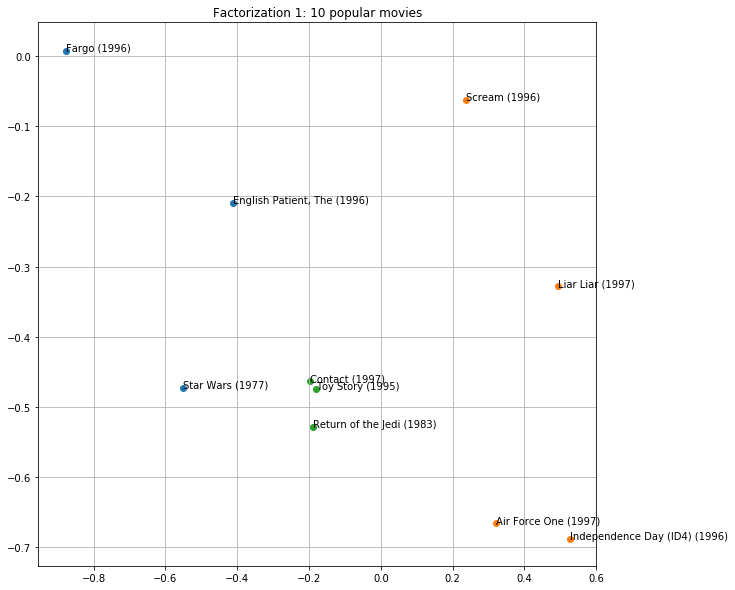 Factorization 1: 10 popular movies
0.0
−0.1
−0.2
−0.3
−0.4
−0.5
−0.6
−0.7
Fargo (1996)
Scream (1996)
English Patient, The (1996)
Liar Liar (1997)
Contact (1997)
Star Wars (1977)
Toy Story (1995)
Return of the Jedi (1983)
Air Force One (1997)
Independence Day (ID4) (1996)
−0.8
−0.6
−0.4
−0.2
0.0
0.2
0.4
0.6